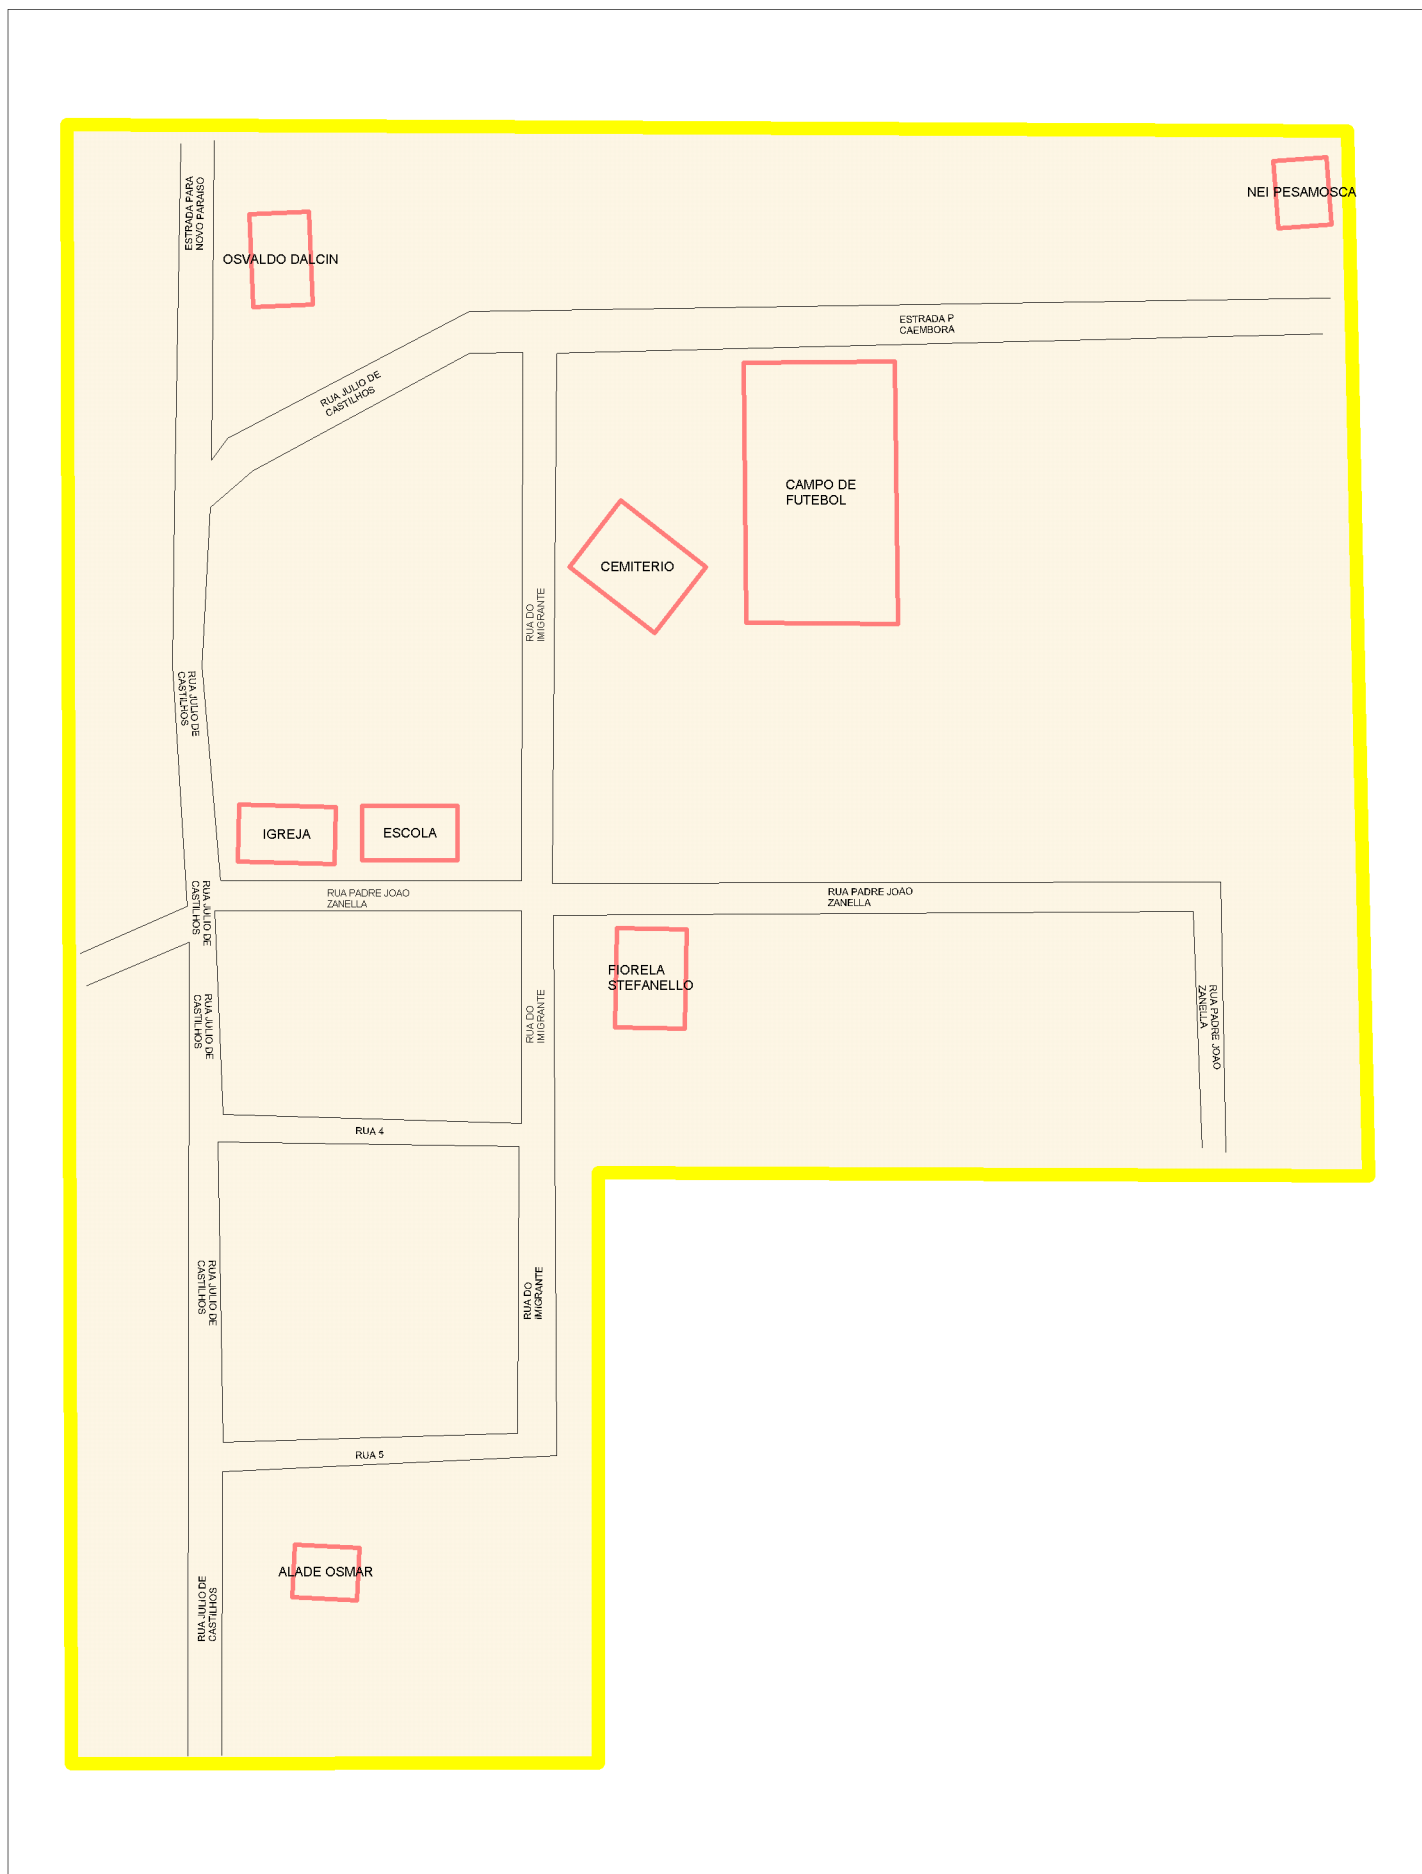 ESTRADA PARA
NOVO PARAISO
NEI PESAMOSCA
OSVALDO DALCIN
ESTRADA P
CAEMBORA
RUA JULIO DE
CASTILHOS
CAMPO DE
FUTEBOL
CEMITERIO
RUA DO
IMIGRANTE
RUA JULIO DE
CASTILHOS
IGREJA
ESCOLA
RUA PADRE JOAO
ZANELLA
RUA PADRE JOAO
ZANELLA
RUA JULIO DE
CASTILHOS
FIORELA
STEFANELLO
RUA JULIO DE
CASTILHOS
RUA DO
IMIGRANTE
RUA PADRE JOAO
ZANELLA
RUA 4
RUA JULIO DE
CASTILHOS
RUA DO
IMIGRANTE
RUA 5
ALADE OSMAR
RUA JULIO DE
CASTILHOS